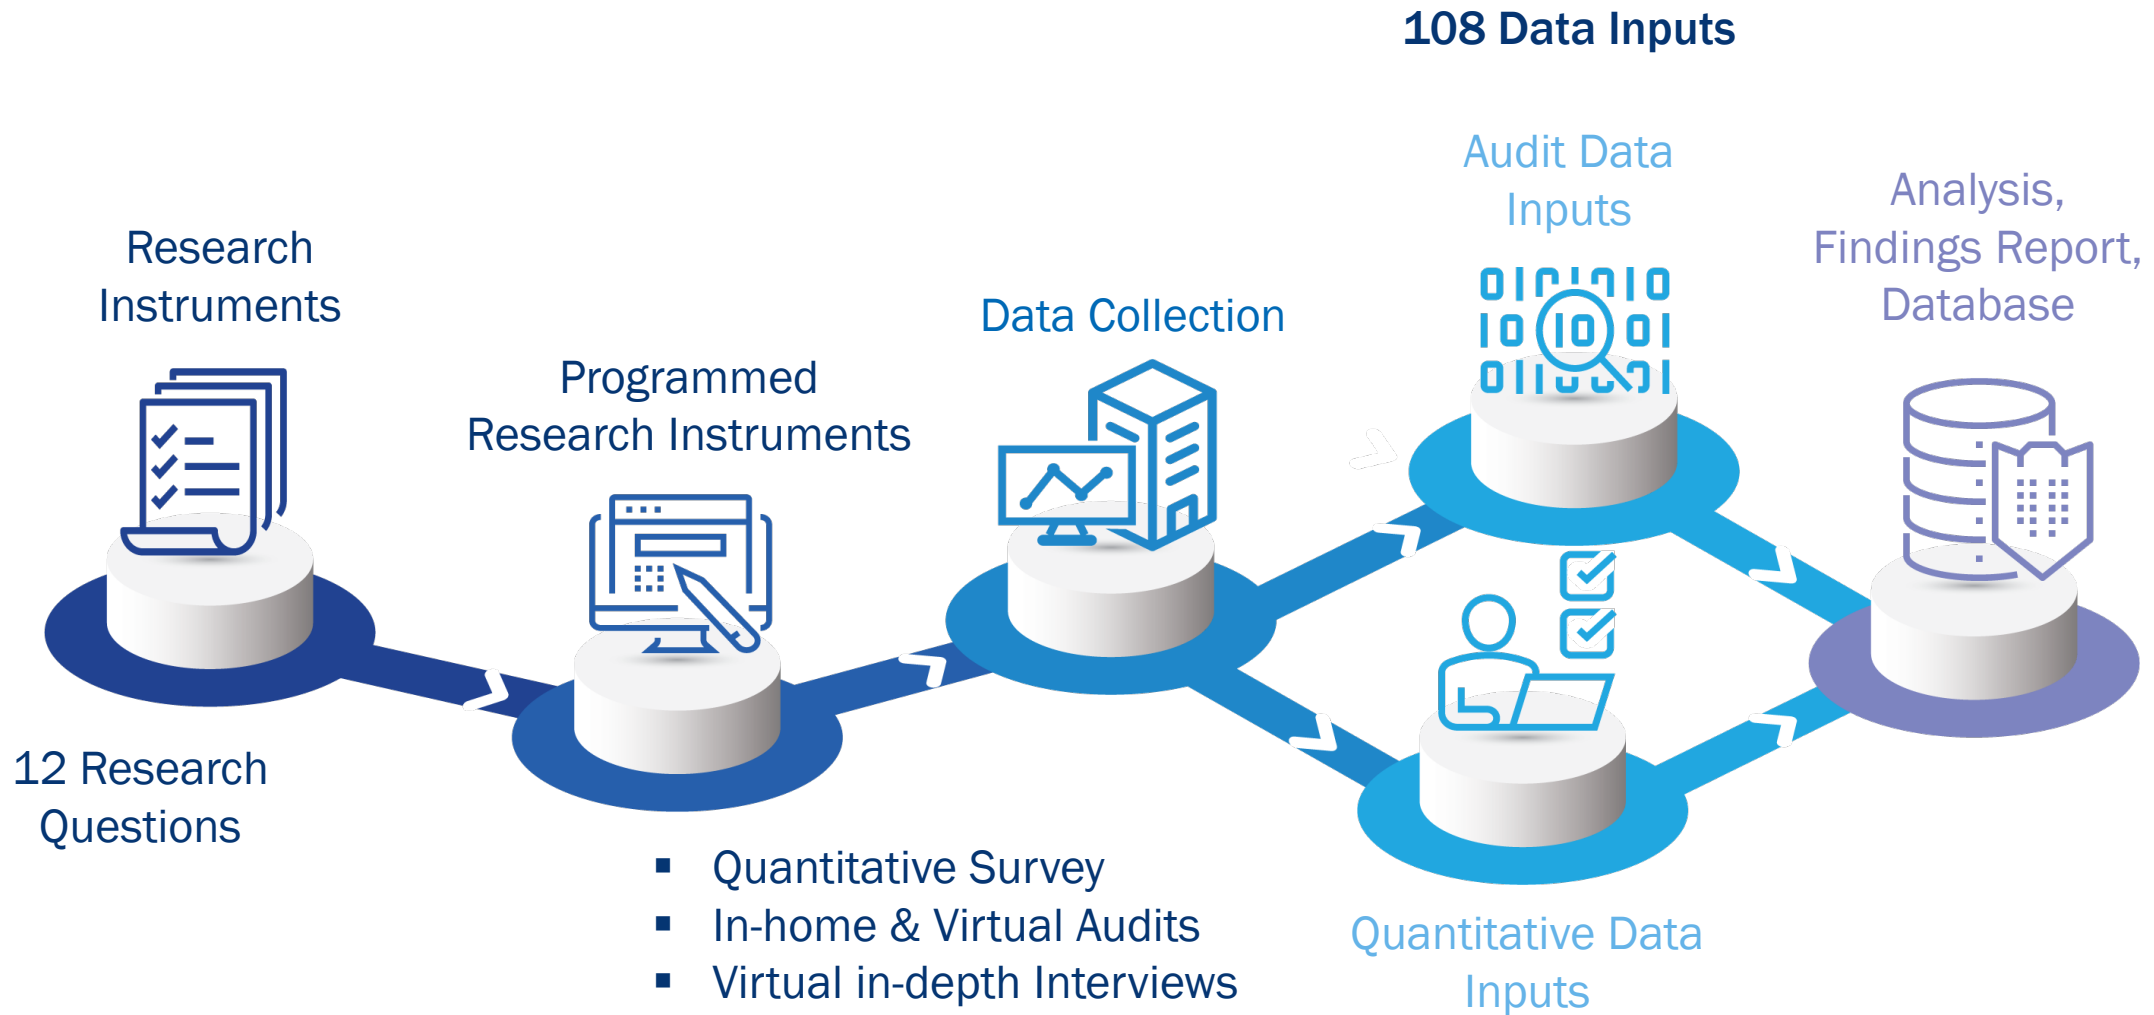 108 Data Inputs
Research
Instruments
12 Research
Questions
Programmed
Research Instruments
▪ Quantitative Survey
▪ In-home & Virtual Audits
▪ Virtual in-depth Interviews
Data Collection
Audit Data
Inputs
Quantitative Data
Inputs
Analysis,
Findings Report,
Database